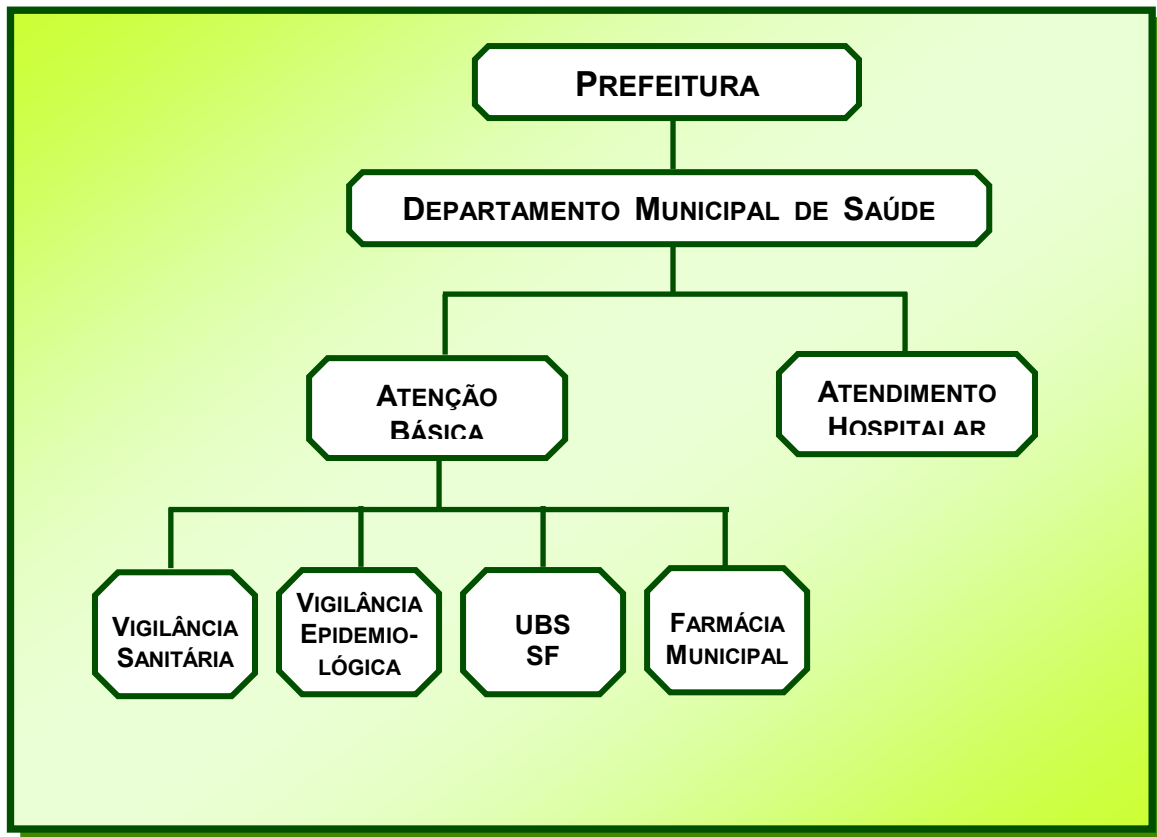 PREFEITURA
DEPARTAMENTO MUNICIPAL DE SAÚDE
ATENÇÃO
BÁSICA
ATENDIMENTO
HOSPITALAR
VIGILÂNCIA
SANITÁRIA
VIGILÂNCIA
EPIDEMIO-
LÓGICA
UBS
SF
FARMÁCIA
MUNICIPAL